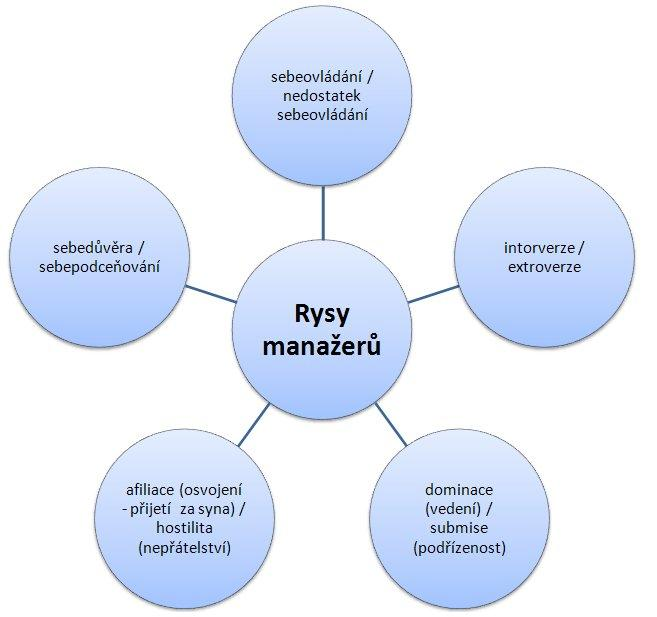 sebeovládání /
nedostatek
sebeovládání
sebedůvěra /
sebepodceňování
intorverze /
extroverze
Rysy
manažerů
afiliace (osvojení
- přijetí za syna) /
hostilita
(nepřátelství)
dominace
(vedení) /
submise
(podřízenost)